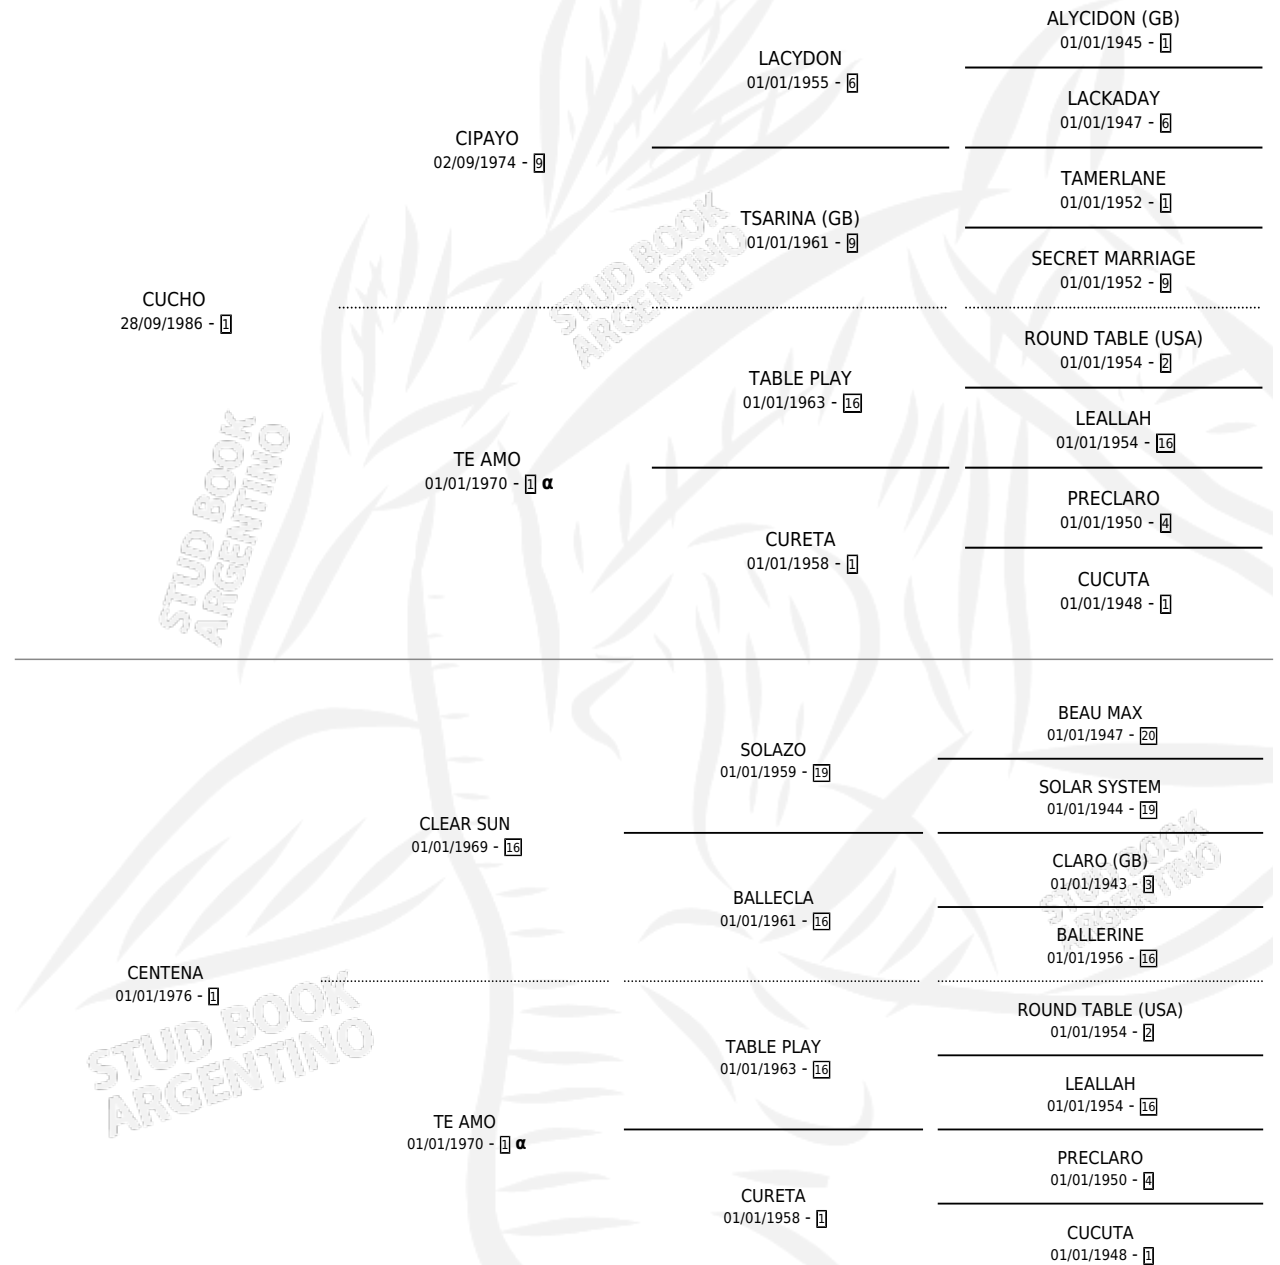 ALYCIDON (GB)
01/01/1945 - 1
LACYDON
01/01/1955 - 6
LACKADAY
01/01/1947 - 6
CIPAYO
02/09/1974 - 9
TAMERLANE
01/01/1952 - 1
TSARINA (GB)
01/01/1961 - 9
SECRET MARRIAGE
01/01/1952 - 9
CUCHO
28/09/1986 - 1
ROUND TABLE (USA)
01/01/1954 - 2
TABLE PLAY
01/01/1963 - 16
LEALLAH
01/01/1954 - 16
TE AMO
01/01/1970 - 1 α
PRECLARO
01/01/1950 - 4
CURETA
01/01/1958 - 1
CUCUTA
01/01/1948 - 1
BEAU MAX
01/01/1947 - 20
SOLAZO
01/01/1959 - 19
SOLAR SYSTEM
01/01/1944 - 19
CLEAR SUN
01/01/1969 - 16
CLARO (GB)
01/01/1943 - 3
BALLECLA
01/01/1961 - 16
BALLERINE
01/01/1956 - 16
CENTENA
01/01/1976 - 1
ROUND TABLE (USA)
01/01/1954 - 2
TABLE PLAY
01/01/1963 - 16
LEALLAH
01/01/1954 - 16
TE AMO
01/01/1970 - 1 α
PRECLARO
01/01/1950 - 4
CURETA
01/01/1958 - 1
CUCUTA
01/01/1948 - 1
STUD BOOK
ARGENTINO
STUD BOOK
ARGENTINO
STUD BOOK
ARGENTINO
STUD BOOK
ARGENTINO